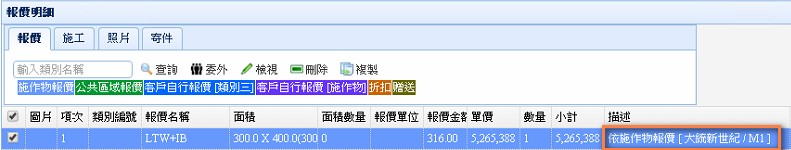 報價明細
報價 施工 照片 寄件
輸入類別名稱 查詢 委外 檢視 刪除 複製
施作物報價 公共區域報價 客戶自行報價 [類別三] 客戶自行報價 [施作物] 折扣 贈送
圖片 項次 類別編號 報價名稱 面積 面積數量 報價單位 報價金額 單價 數量 小計 描述
1 LTW+IB 300.0 X 400.0(300 0 316.00 5,265,388 1 5,265,388 依施作物報價 [ 大統新世紀 / M1 ]